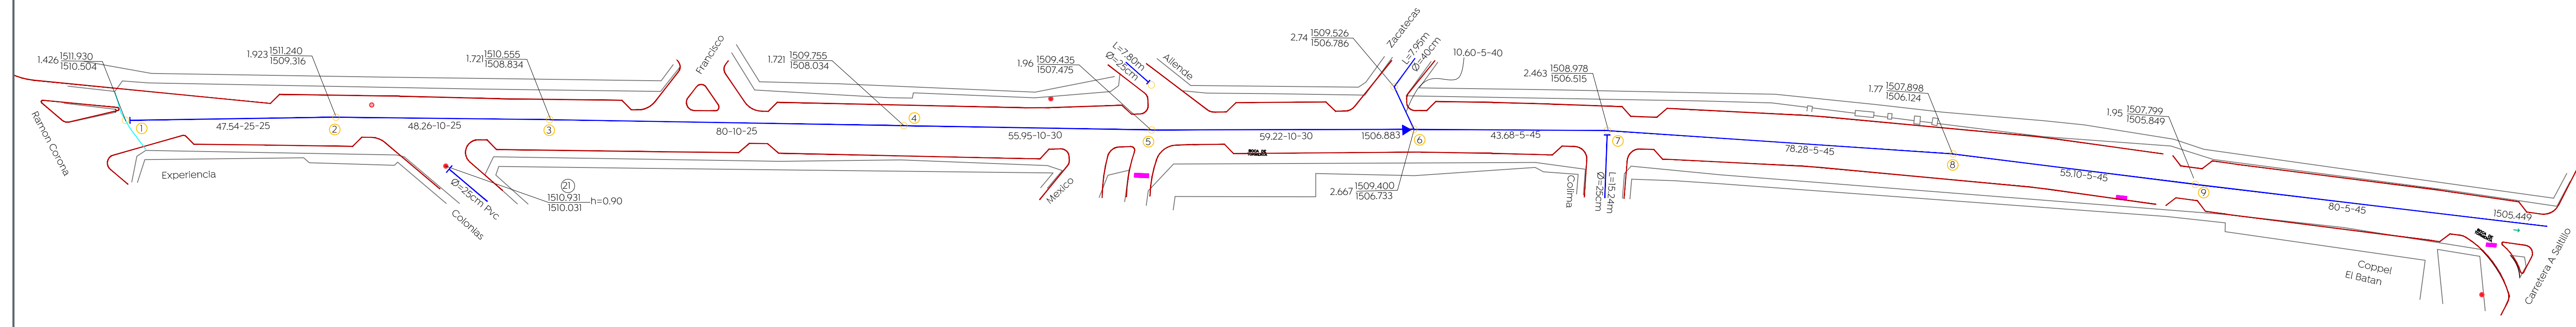 1.426 1511.930
1510.504
1.923 1511.240
1509.316
1.721 1510.555
1508.834
Francisco
1.721 1509.755
1508.034
1.96 1509.435
1507.475
L=7.80m
Ø=25cm
Allende
2.74 1509.526
1506.786
Zacatecas
L=7.95m
Ø=40cm
10.60-5-40
2.463 1508.978
1506.515
1.77 1507.898
1506.124
1.95 1507.799
1505.849
Ramon Corona
1
47.54-25-25
2
48.26-10-25
3
80-10-25
4
55.95-10-30
5
59.22-10-30
1506.883
6
43.68-5-45
7
78.28-5-45
8
55.10-5-45
9
80-5-45
1505.449
Experiencia
Ø=25cm Pvc
Colonias
21
1510.931
1510.031
h=0.90
Mexico
BOCA DE
TORMENTA
2.667 1509.400
1506.733
Colima
Ø=25cm
L=15.24m
BOCA DE
TORMENTA
Coppel
El Batan
Carretera A Saltillo